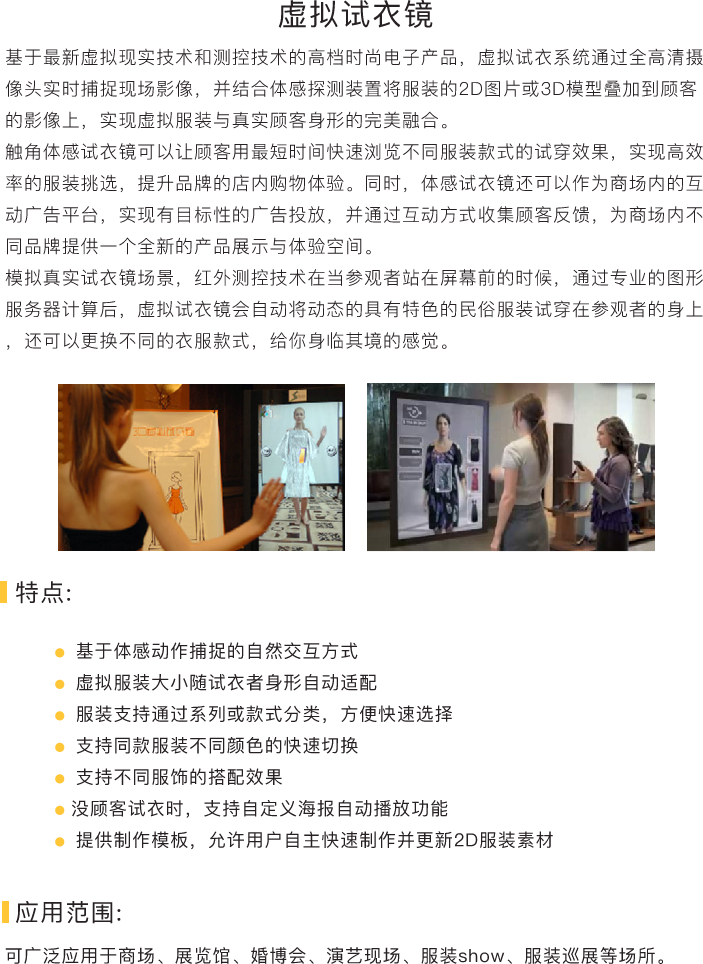 虚拟试衣镜
基于最新虚拟现实技术和测控技术的高档时尚电子产品，虚拟试衣系统通过全高清摄
像头实时捕捉现场影像，并结合体感探测装置将服装的2D图片或3D模型叠加到顾客
的影像上，实现虚拟服装与真实顾客身形的完美融合。
触角体感试衣镜可以让顾客用最短时间快速浏览不同服装款式的试穿效果，实现高效
率的服装挑选，提升品牌的店内购物体验。同时，体感试衣镜还可以作为商场内的互
动广告平台，实现有目标性的广告投放，并通过互动方式收集顾客反馈，为商场内不
同品牌提供一个全新的产品展示与体验空间。
模拟真实试衣镜场景，红外测控技术在当参观者站在屏幕前的时候，通过专业的图形
服务器计算后，虚拟试衣镜会自动将动态的具有特色的民俗服装试穿在参观者的身上
，还可以更换不同的衣服款式，给你身临其境的感觉。
特点:
基于体感动作捕捉的自然交互方式
虚拟服装大小随试衣者身形自动适配
服装支持通过系列或款式分类，方便快速选择
支持同款服装不同颜色的快速切换
支持不同服饰的搭配效果
没顾客试衣时，支持自定义海报自动播放功能
提供制作模板，允许用户自主快速制作并更新2D服装素材
应用范围:
可广泛应用于商场、展览馆、婚博会、演艺现场、服装show、服装巡展等场所。